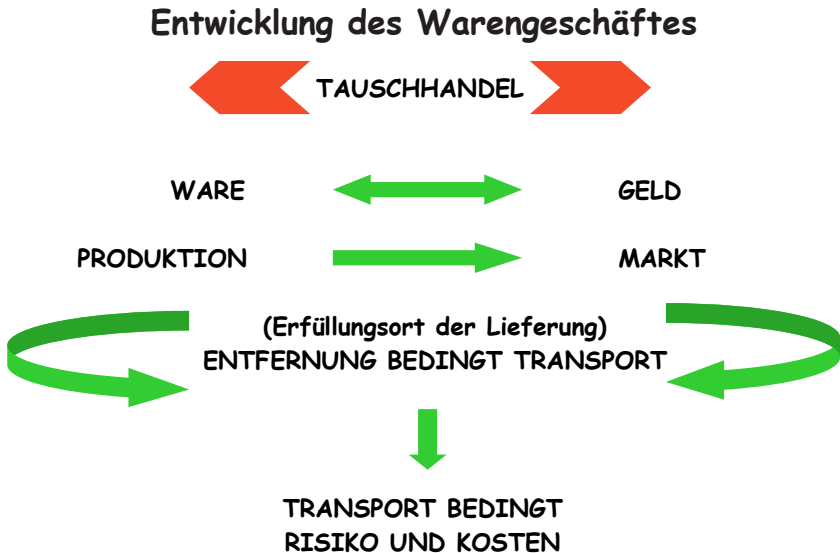 Entwicklung des Warengeschäftes
TAUSCHHANDEL
WARE GELD
PRODUKTION MARKT
(Erfüllungsort der Lieferung)
ENTFERNUNG BEDINGT TRANSPORT
TRANSPORT BEDINGT
RISIKO UND KOSTEN